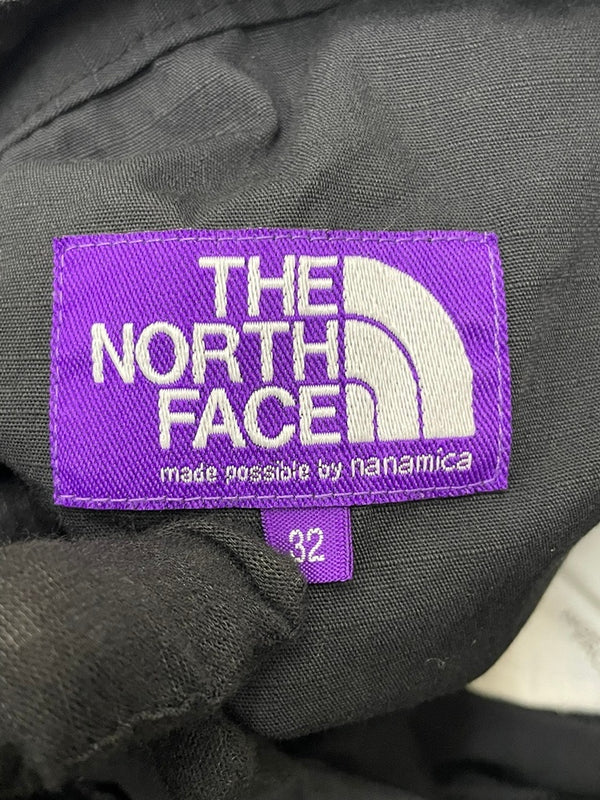 THE
NORTH
FACE
made possible by nanamica
32